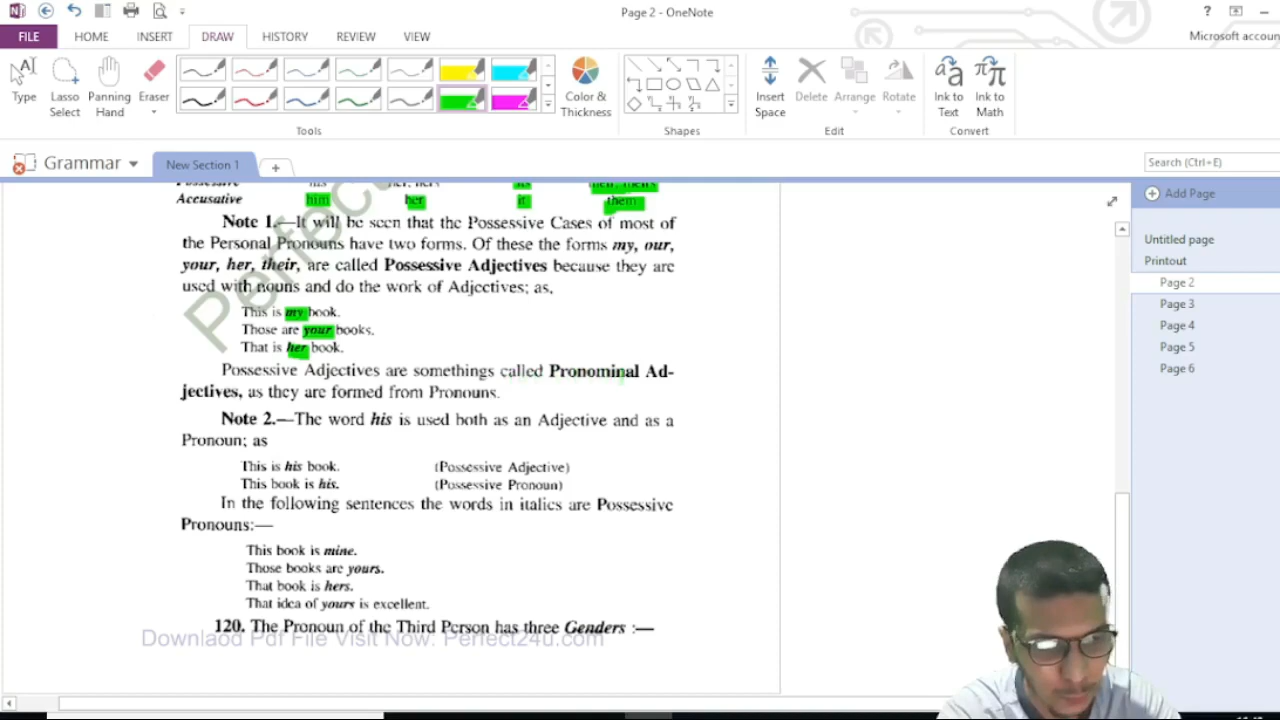 Page 2 - OneNote
?
FILE HOME INSERT DRAW HISTORY REVIEW VIEW
Microsoft accoun
Type
Lasso Select
Panning Hand
Eraser
Color & Thickness
Insert Space
Delete
Arrange
Rotate
Ink to Text
Ink to Math
Tools
Shapes
Edit
Convert
Grammar
New Section 1
Search (Ctrl+E)
Add Page
Untitled page
Printout
Page 2
Page 3
Page 4
Page 5
Page 6
Possessive his her, hers its their, theirs
Accusative him her it them
Note 1.—It will be seen that the Possessive Cases of most of
the Personal Pronouns have two forms. Of these the forms my, our,
your, her, their, are called Possessive Adjectives because they are
used with nouns and do the work of Adjectives; as,
This is my book.
Those are your books.
That is her book.
Possessive Adjectives are somethings called Pronominal Ad-
jectives, as they are formed from Pronouns.
Note 2.—The word his is used both as an Adjective and as a
Pronoun; as
This is his book. (Possessive Adjective)
This book is his. (Possessive Pronoun)
In the following sentences the words in italics are Possessive
Pronouns:—
This book is mine.
Those books are yours.
That book is hers.
That idea of yours is excellent.
120. The Pronoun of the Third Person has three Genders :—
Downlaod Pdf File Visit Now. Perfect24u.com
Perfec